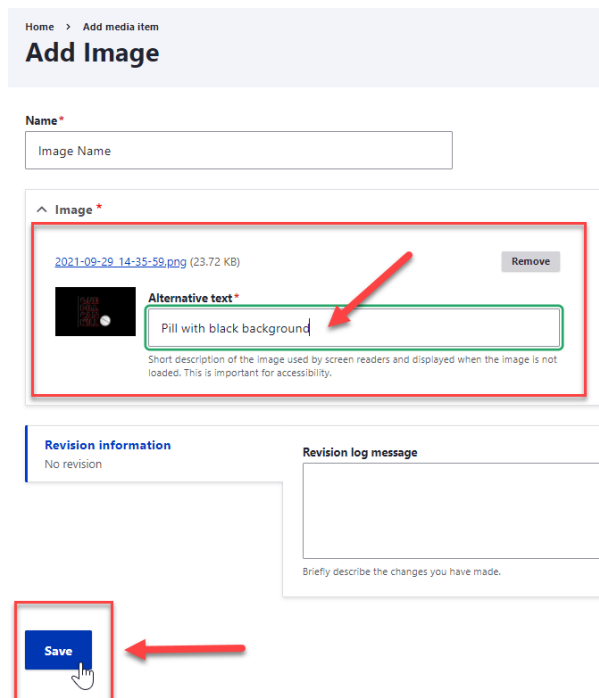 Home > Add media item
Add Image
Name*
Image Name
Image *
2021-09-29_14-35-59.png (23.72 KB)
Remove
Alternative text*
Pill with black background
Short description of the image used by screen readers and displayed when the image is not
loaded. This is important for accessibility.
Revision information
No revision
Revision log message
Briefly describe the changes you have made.
Save